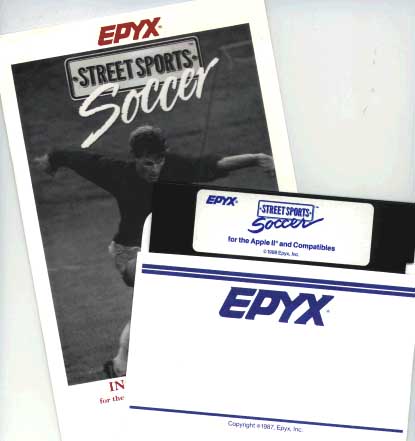 EPYX
STREET SPORTS
Soccer
IN
for the
EPYX
STREET SPORTS
Soccer
for the Apple II® and Compatibles
©1988 Epyx, Inc.
EPYX
Copyright ©1987, Epyx, Inc.